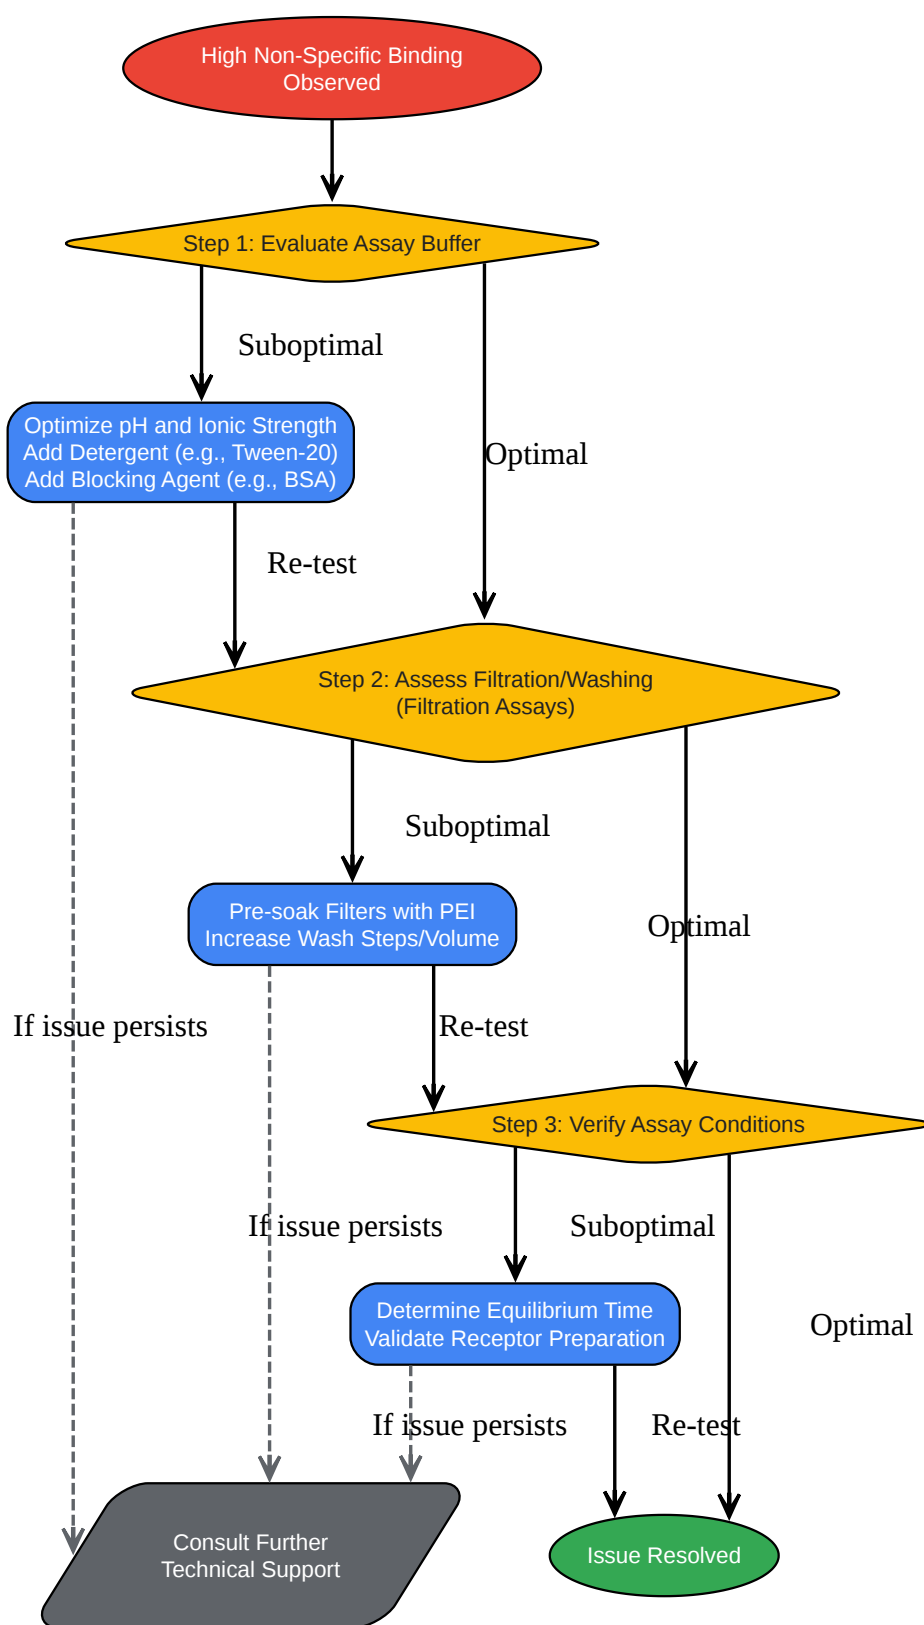 High Non-Specific Binding
Observed
Step 1: Evaluate Assay Buffer
Suboptimal
Optimize pH and Ionic Strength
Add Detergent (e.g., Tween-20)
Add Blocking Agent (e.g., BSA)
Optimal
Re-test
Step 2: Assess Filtration/Washing
(Filtration Assays)
Suboptimal
Pre-soak Filters with PEI
Increase Wash Steps/Volume
Optimal
If issue persists
Re-test
Step 3: Verify Assay Conditions
If issue persists
Suboptimal
Determine Equilibrium Time
Validate Receptor Preparation
Optimal
If issue persists
Re-test
Consult Further
Technical Support
Issue Resolved